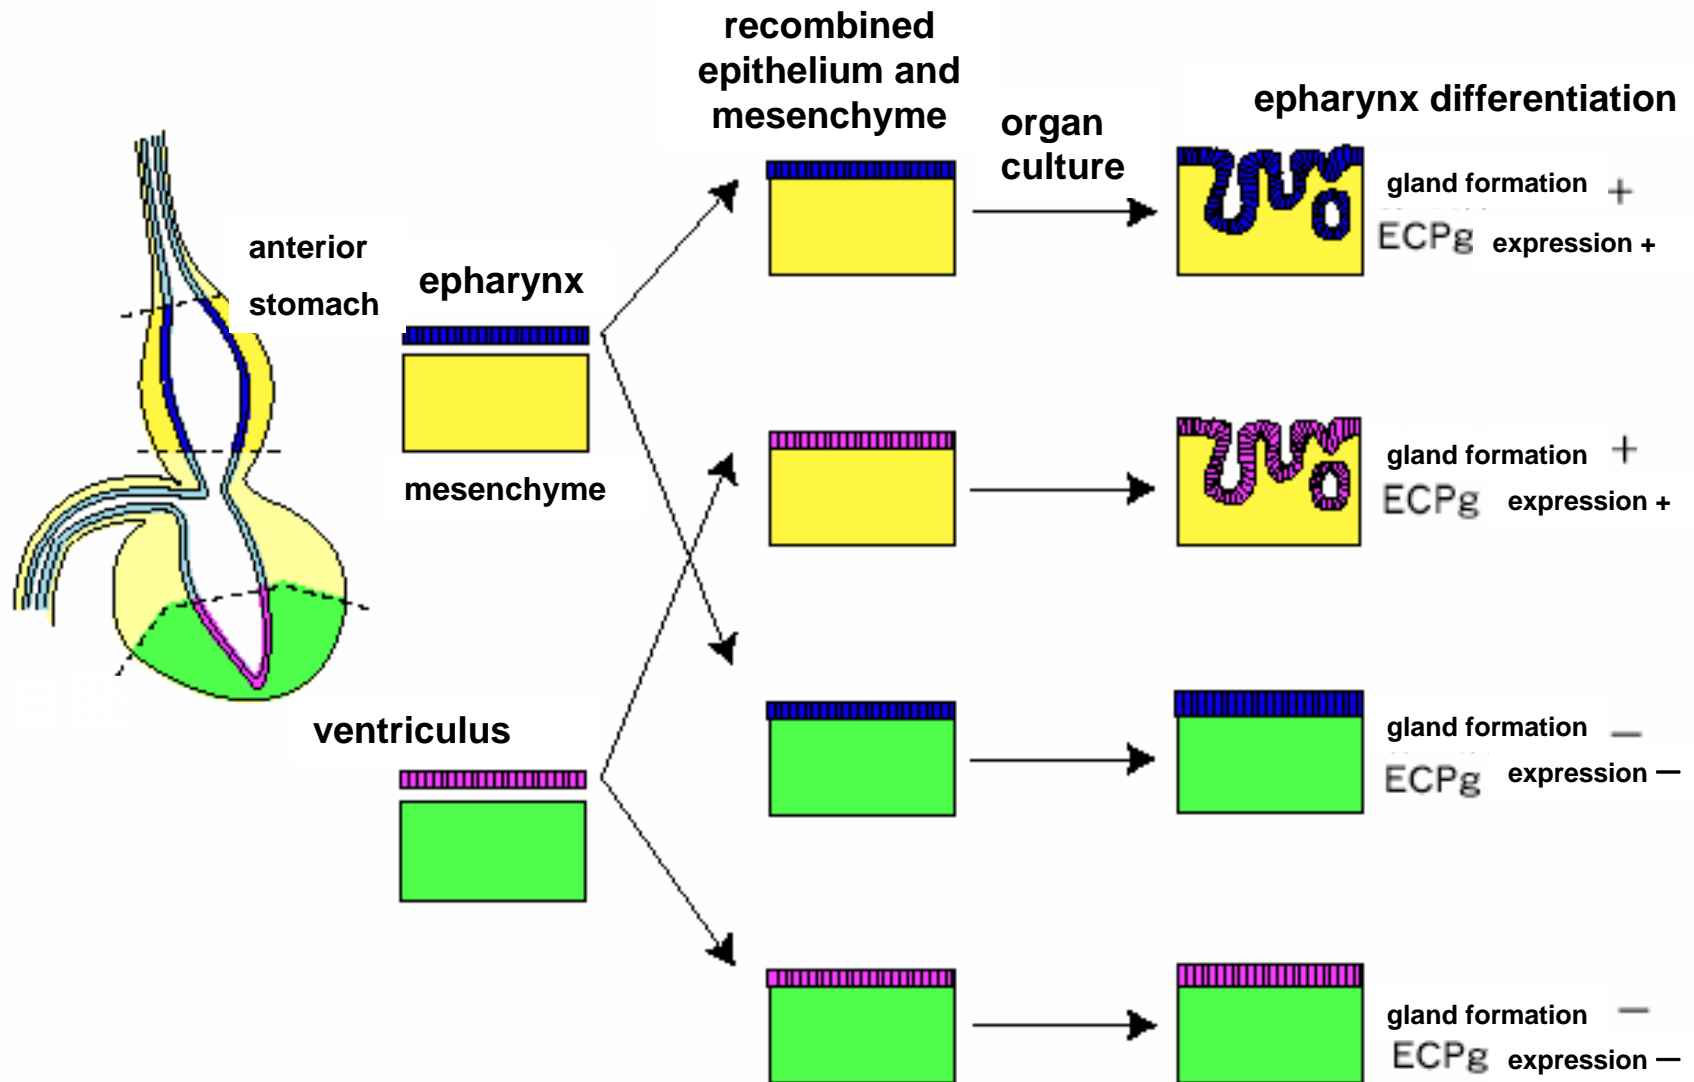 recombined
epithelium and
mesenchyme
organ
culture
epharynx differentiation
anterior
stomach
epharynx
mesenchyme
ventriculus
gland formation +
ECPg expression +
gland formation +
ECPg expression +
gland formation −
ECPg expression −
gland formation −
ECPg expression −